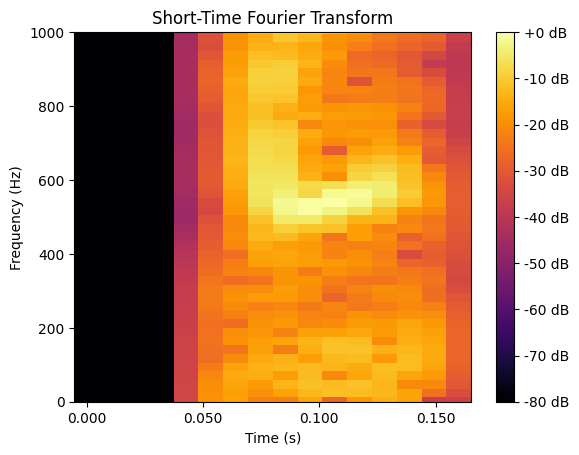 Short-Time Fourier Transform
1000
800
600
400
200
0
Frequency (Hz)
0.000
0.050
0.100
0.150
Time (s)
+0 dB
-10 dB
-20 dB
-30 dB
-40 dB
-50 dB
-60 dB
-70 dB
-80 dB